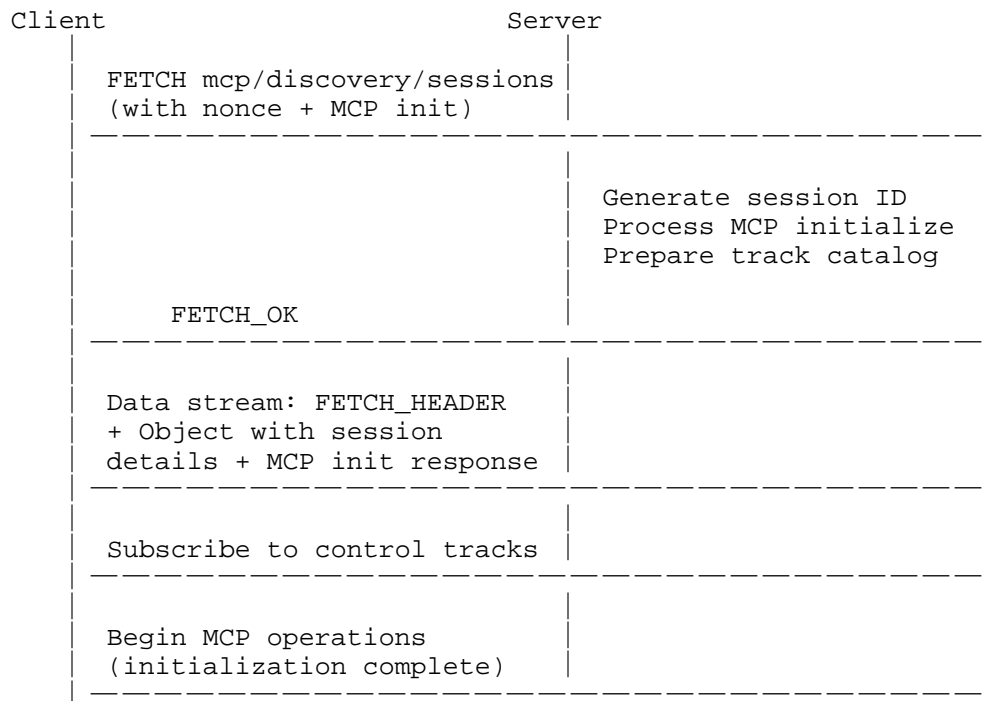 Client Server
FETCH mcp/discovery/sessions
(with nonce + MCP init)
Generate session ID
Process MCP initialize
Prepare track catalog
FETCH_OK
Data stream: FETCH_HEADER
+ Object with session
details + MCP init response
Subscribe to control tracks
Begin MCP operations
(initialization complete)